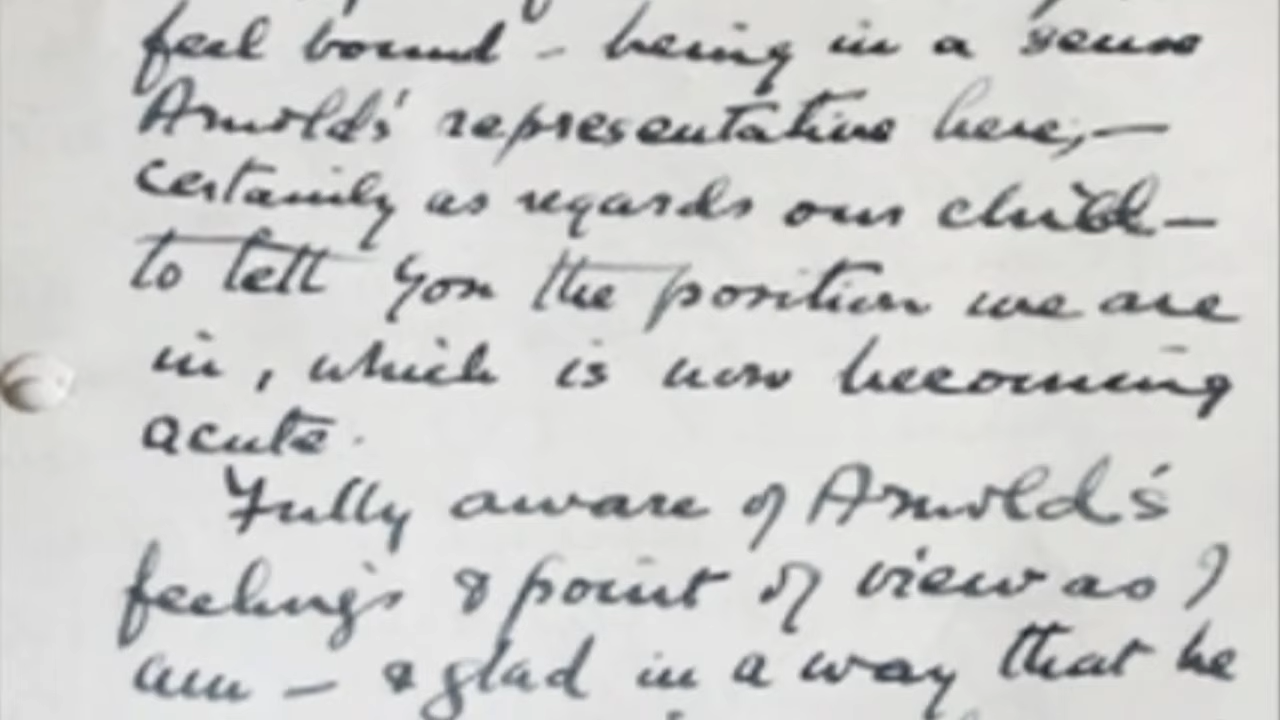 feel bound - being in a sense
Arnold's representative here, —
certainly as regards our child —
to tell you the position we are
in, which is now becoming
acute.
Fully aware of Arnold's
feelings & point of view as I
am — & glad in a way that he